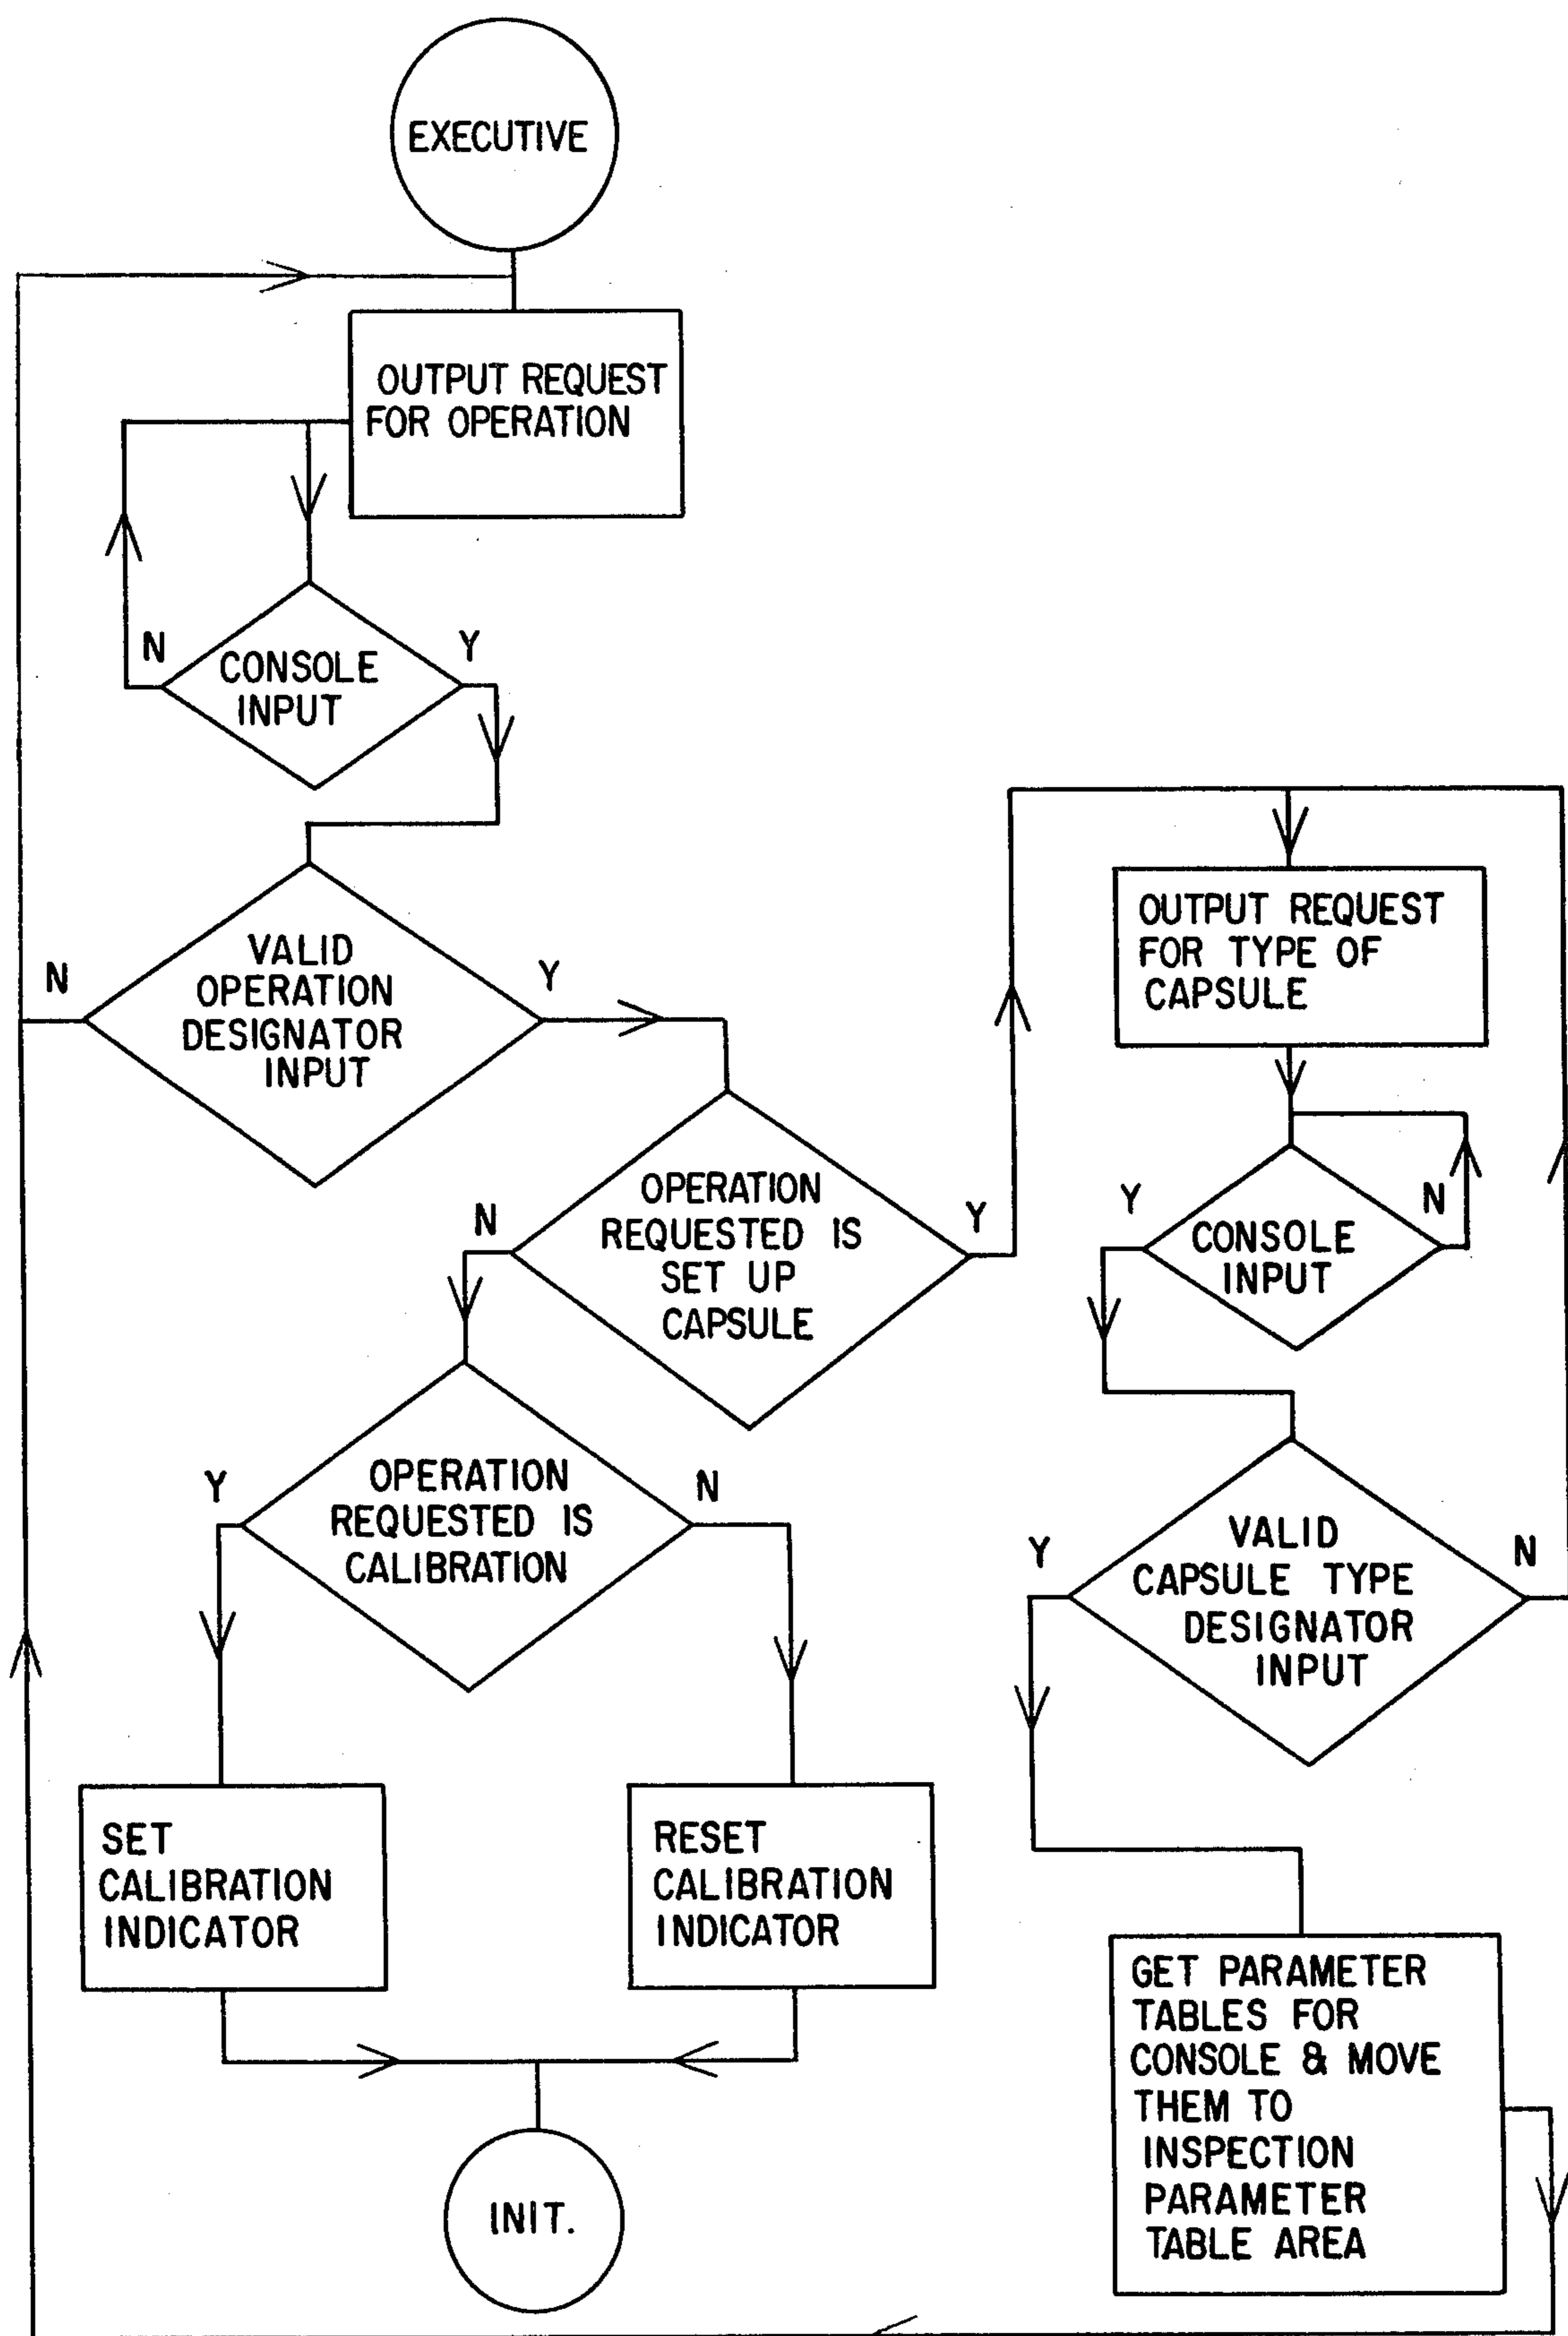 EXECUTIVE
OUTPUT REQUEST
FOR OPERATION
N
Y
CONSOLE
INPUT
N
VALID
OPERATION
DESIGNATOR
INPUT
Y
OUTPUT REQUEST
FOR TYPE OF
CAPSULE
N
OPERATION
REQUESTED IS
SET UP
CAPSULE
Y
Y
CONSOLE
INPUT
N
Y
OPERATION
REQUESTED IS
CALIBRATION
N
Y
VALID
CAPSULE TYPE
DESIGNATOR
INPUT
N
SET
CALIBRATION
INDICATOR
RESET
CALIBRATION
INDICATOR
GET PARAMETER
TABLES FOR
CONSOLE & MOVE
THEM TO
INSPECTION
PARAMETER
TABLE AREA
INIT.